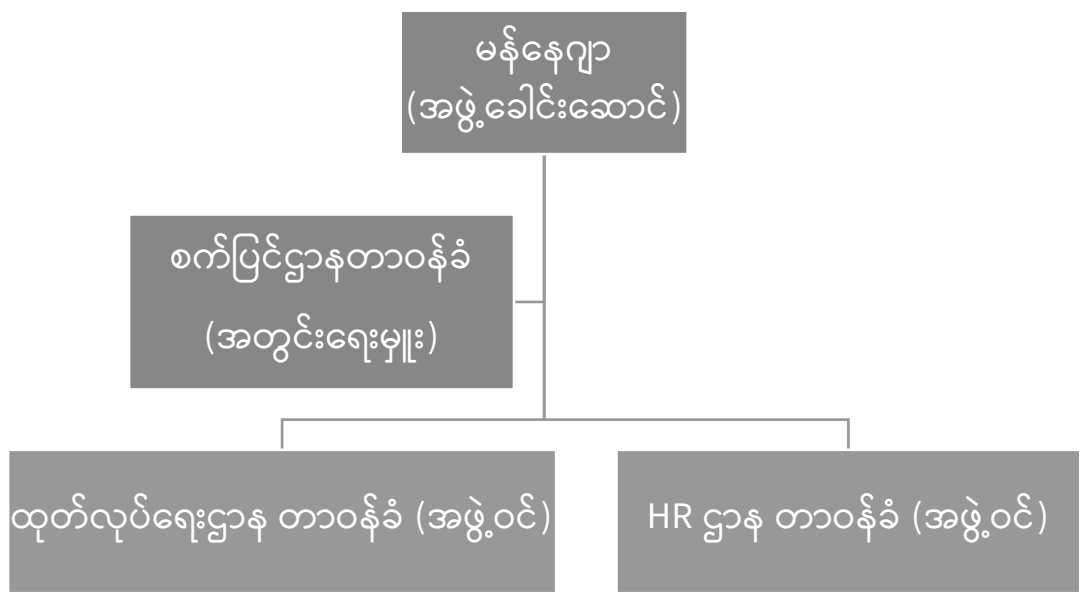 မန်နေဂျာ
(အဖွဲ့ခေါင်းဆောင်)
စက်ပြင်ဌာနတာဝန်ခံ
(အတွင်းရေးမှူး)
ထုတ်လုပ်ရေးဌာန တာဝန်ခံ (အဖွဲ့ဝင်)
HR ဌာန တာဝန်ခံ (အဖွဲ့ဝင်)